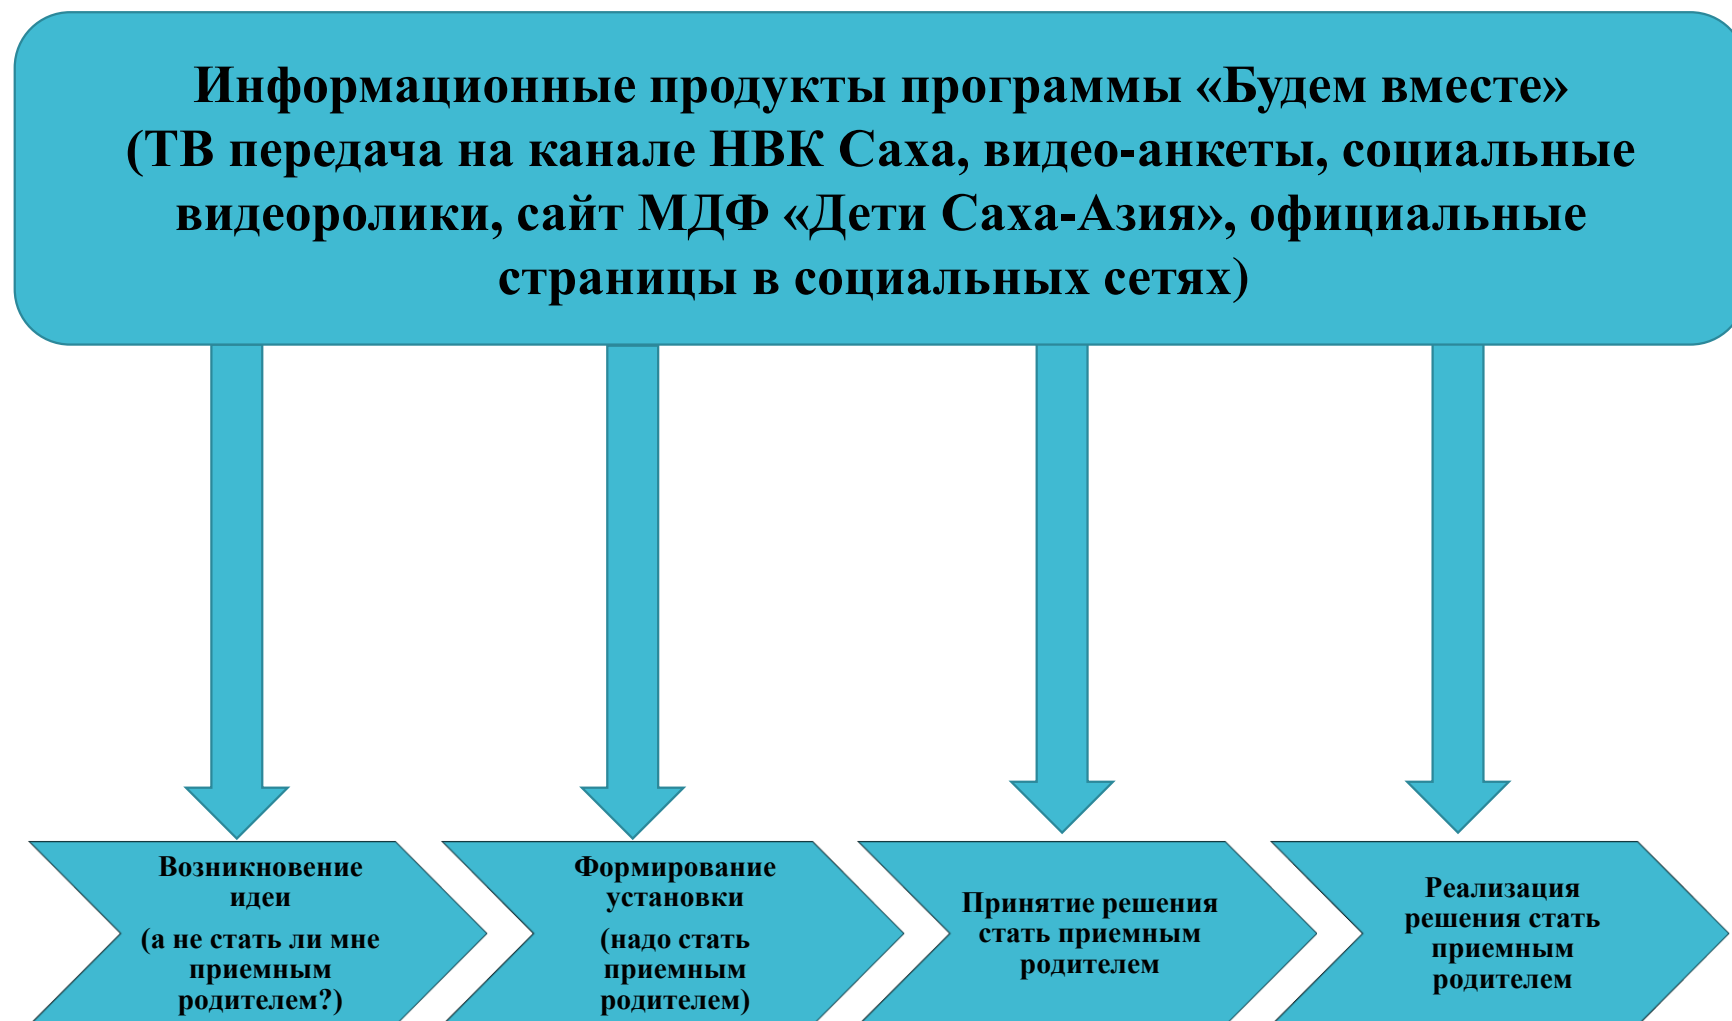 Информационные продукты программы «Будем вместе»
(ТВ передача на канале НВК Саха, видео-анкеты, социальные
видеоролики, сайт МДФ «Дети Саха-Азия», официальные
страницы в социальных сетях)
Возникновение
идеи
(а не стать ли мне
приемным
родителем?)
Формирование
установки
(надо стать
приемным
родителем)
Принятие решения
стать приемным
родителем
Реализация
решения стать
приемным
родителем